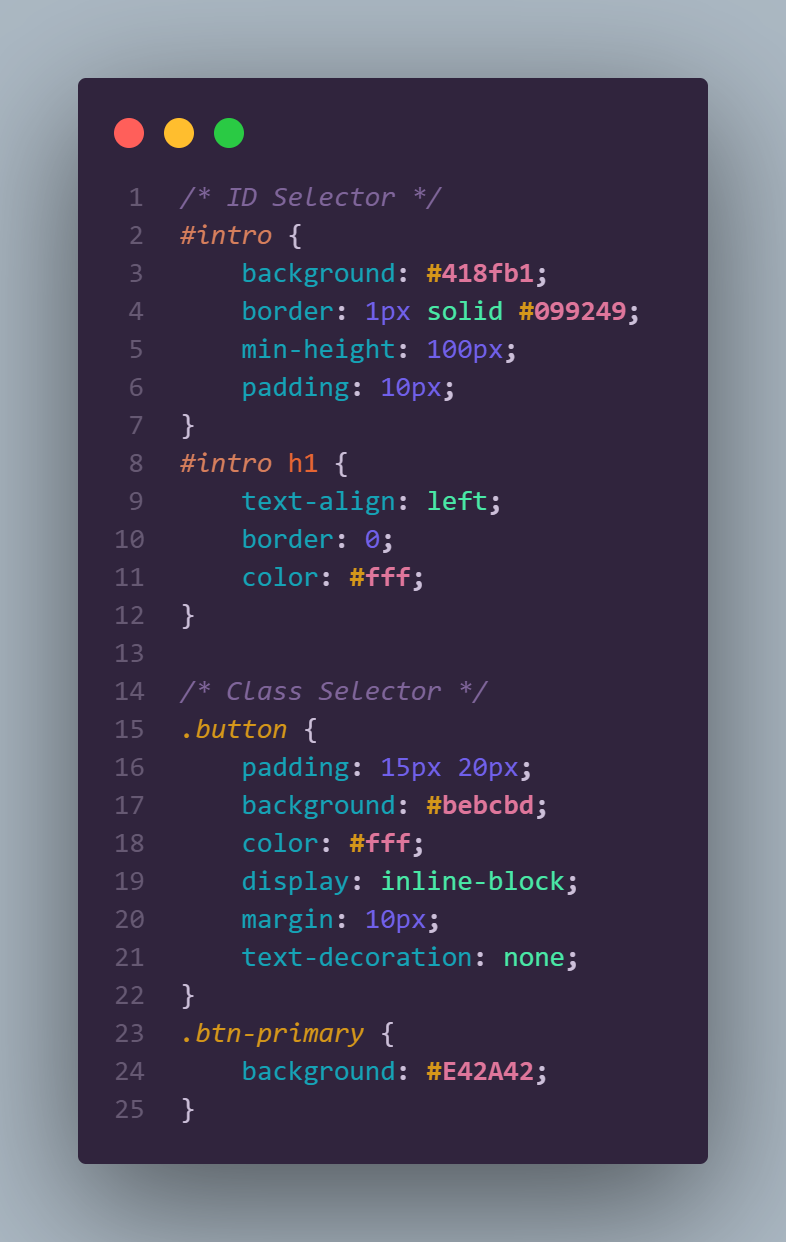 1 /* ID Selector */
2 #intro {
3     background: #418fb1;
4     border: 1px solid #099249;
5     min-height: 100px;
6     padding: 10px;
7 }
8 #intro h1 {
9     text-align: left;
10     border: 0;
11     color: #fff;
12 }
13
14 /* Class Selector */
15 .button {
16     padding: 15px 20px;
17     background: #bebcbd;
18     color: #fff;
19     display: inline-block;
20     margin: 10px;
21     text-decoration: none;
22 }
23 .btn-primary {
24     background: #E42A42;
25 }